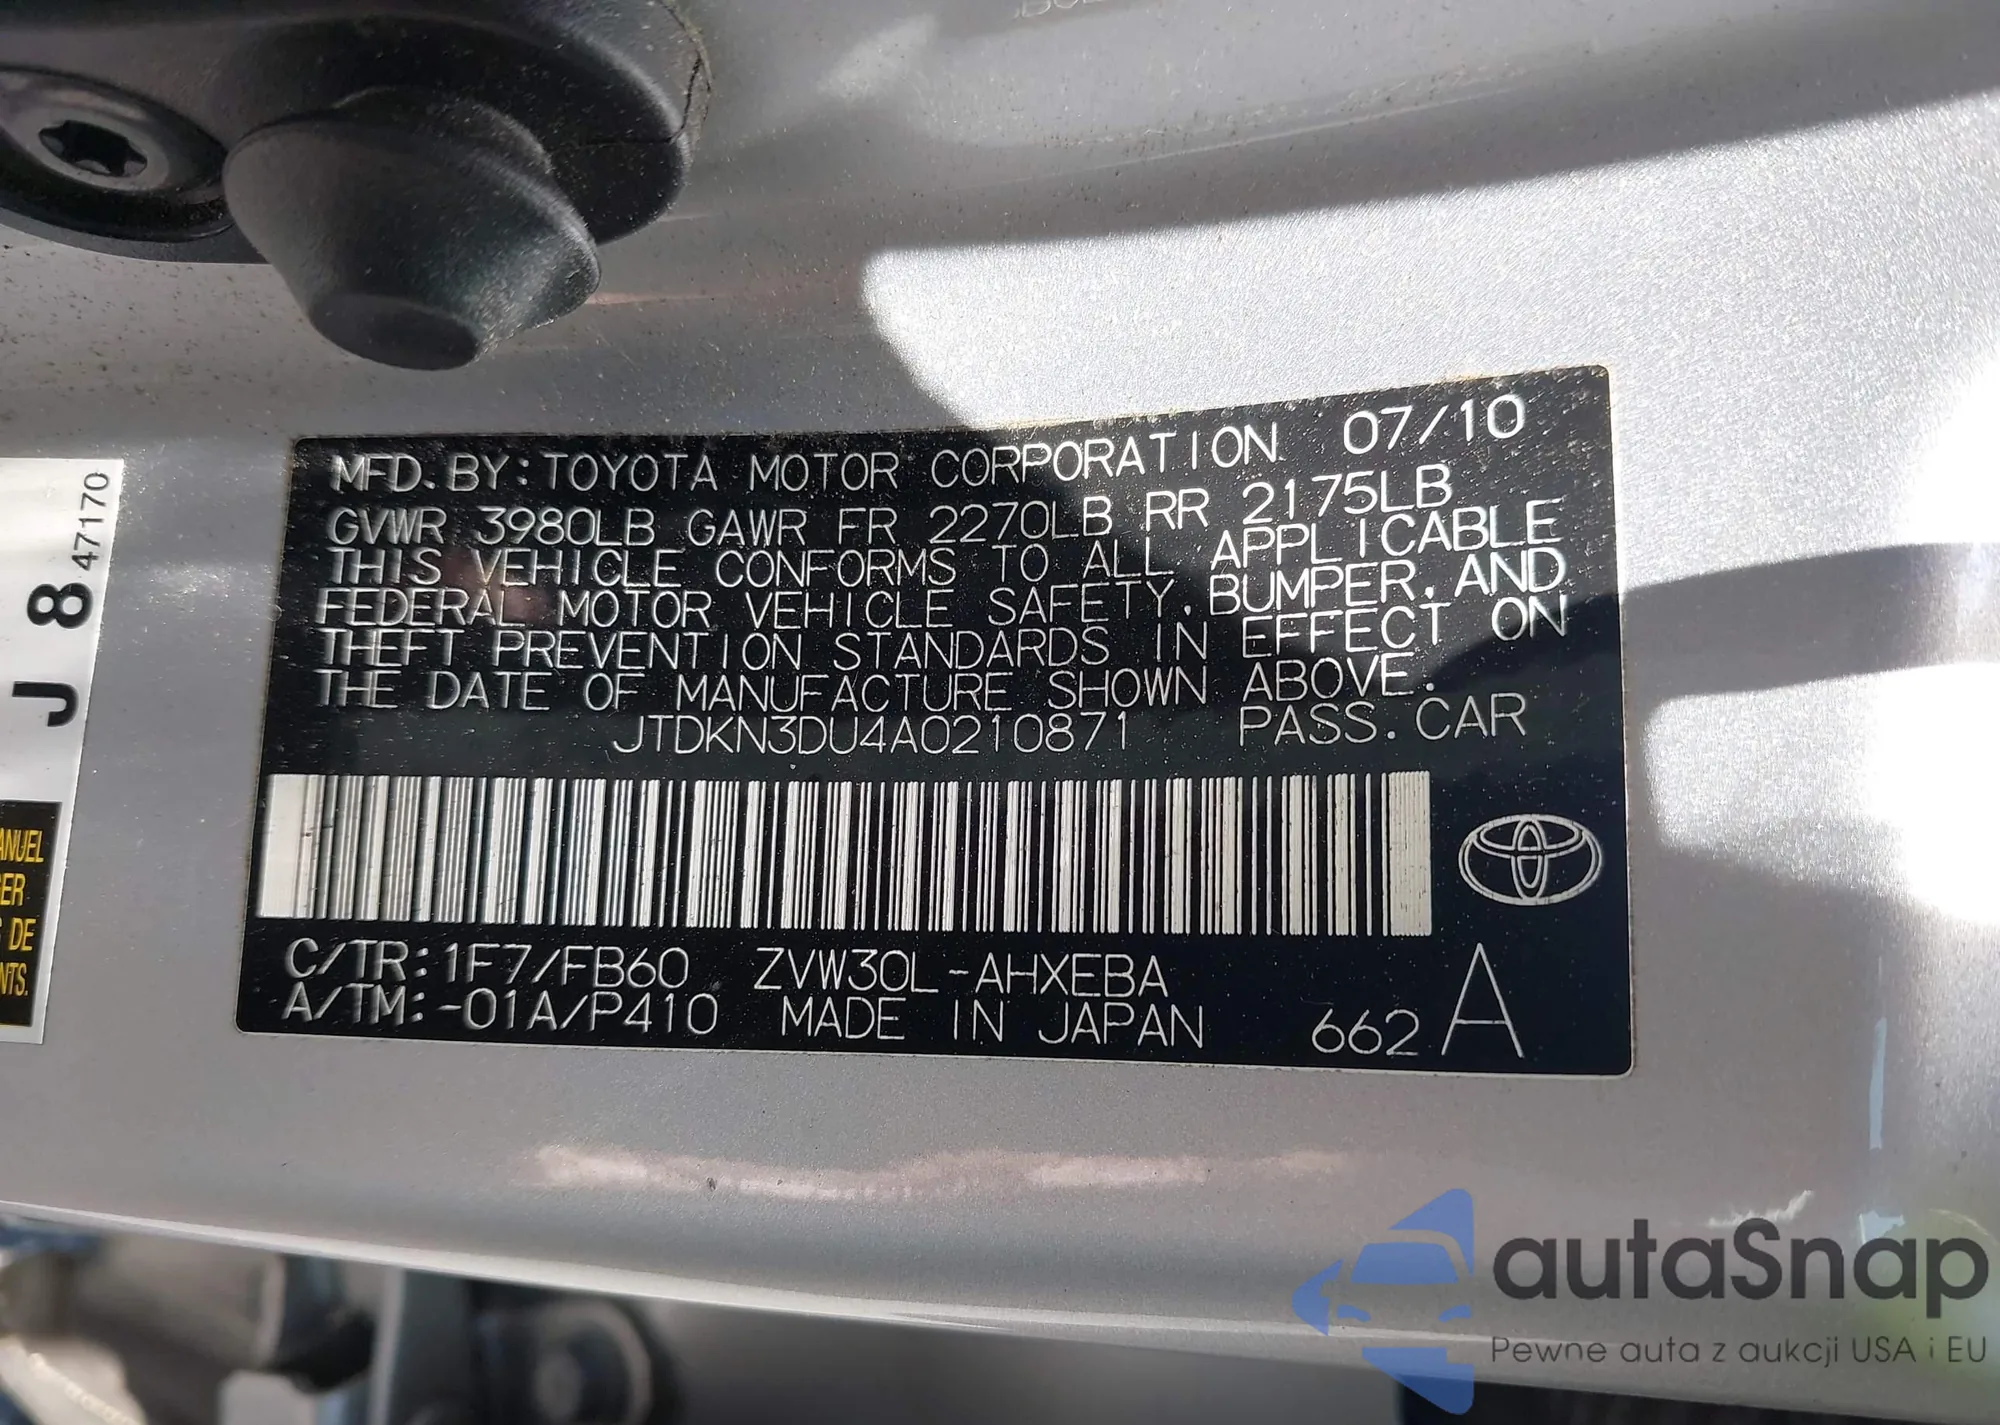 MFD. BY: TOYOTA MOTOR CORPORATION 07/10
GVWR 3980LB GAWR FR 2270LB RR 2175LB
THIS VEHICLE CONFORMS TO ALL APPLICABLE
FEDERAL MOTOR VEHICLE SAFETY, BUMPER, AND
THEFT PREVENTION STANDARDS IN EFFECT ON
THE DATE OF MANUFACTURE SHOWN ABOVE.
JTDKN3DU4A0210871 PASS. CAR
C/TR: 1F7/FB60 ZVW30L-AHXEBA
A/TM: -01A/P410 MADE IN JAPAN 662 A
J 8 47170
ANUEL
DE
NTS.
autaSnap
Pewne auta z aukcji USA i EU